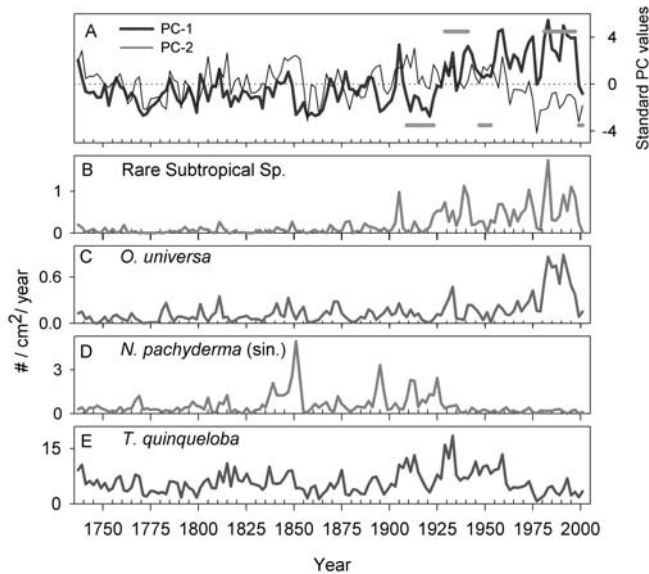 A
PC-1
PC-2
4
0
-4
Standard PC values
B Rare Subtropical Sp.
1
0
C O. universa
0.6
0.0
D N. pachyderma (sin.)
3
0
E T. quinqueloba
15
0
# / cm2/ year
1750 1775 1800 1825 1850 1875 1900 1925 1950 1975 2000
Year